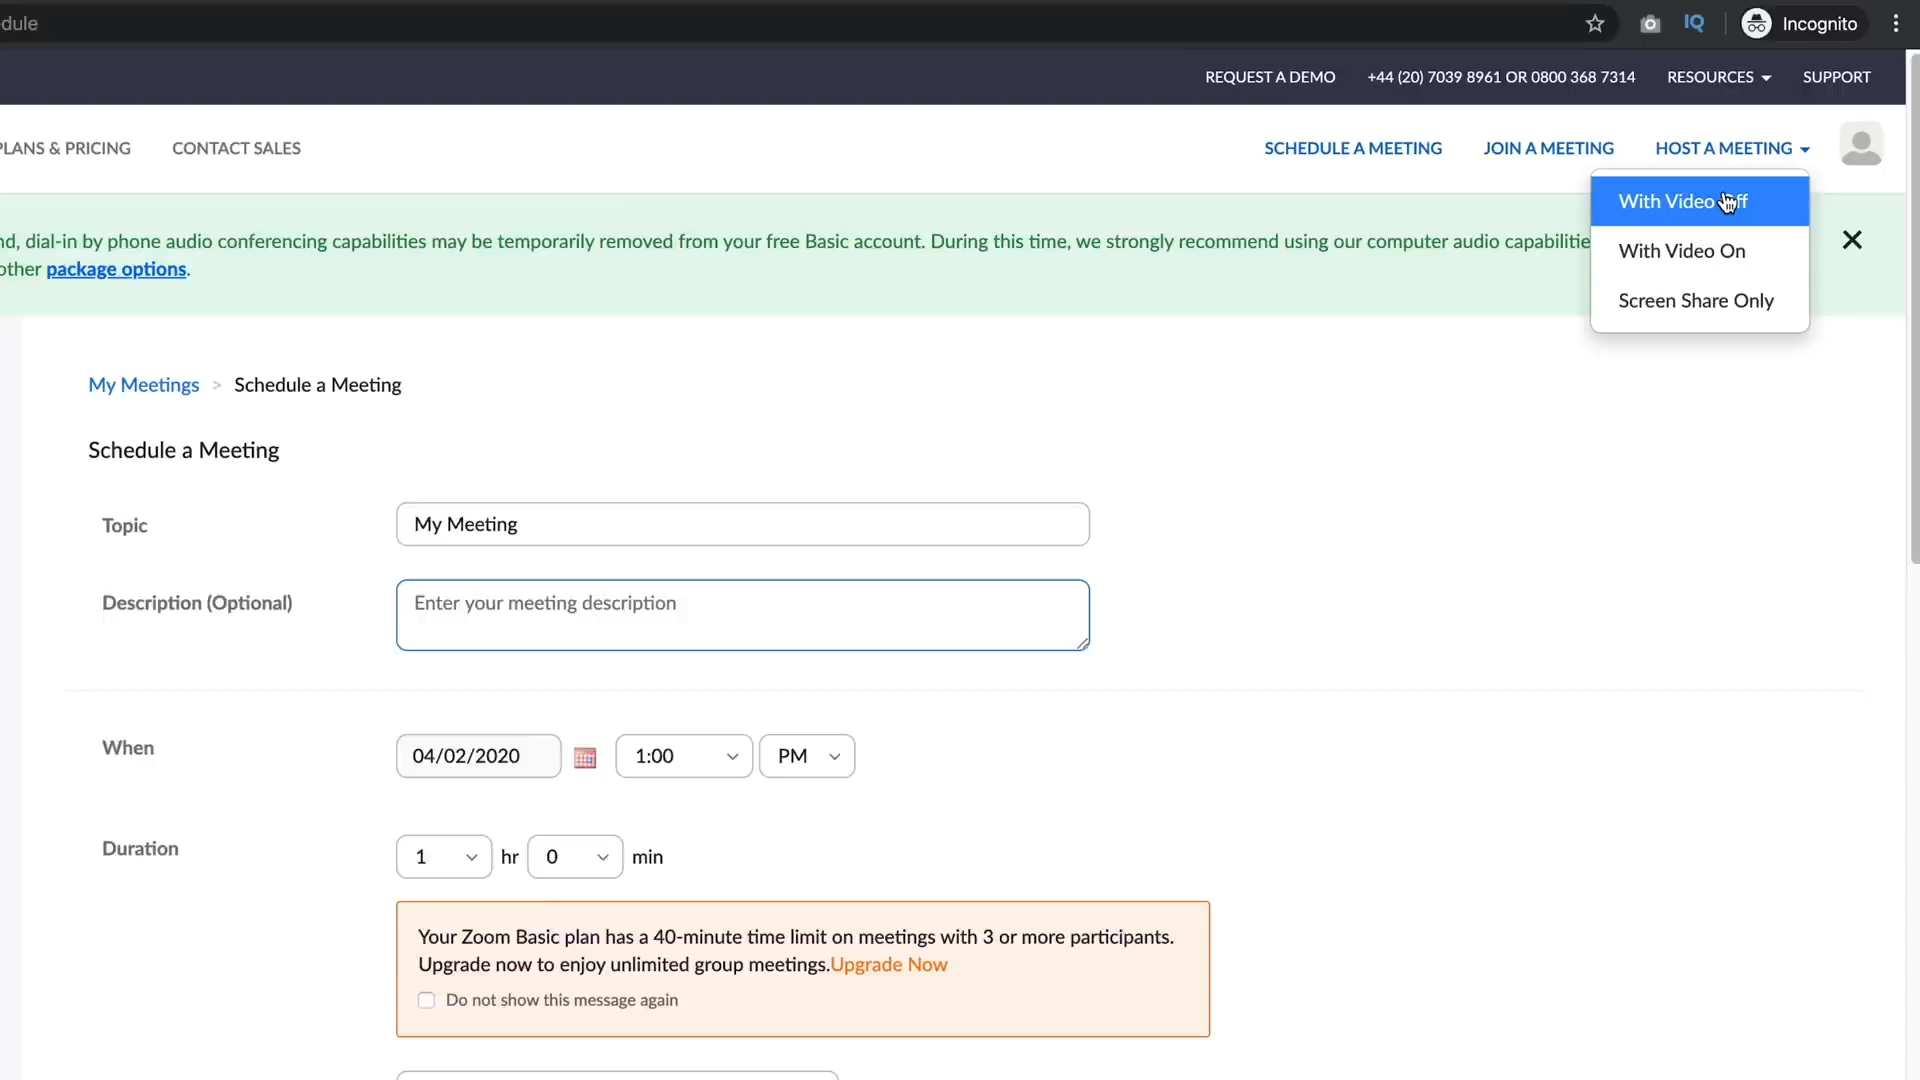 dule
IQ
Incognito
REQUEST A DEMO
+44 (20) 7039 8961 OR 0800 368 7314
RESOURCES
SUPPORT
PLANS & PRICING
CONTACT SALES
SCHEDULE A MEETING
JOIN A MEETING
HOST A MEETING
With Video Off
With Video On
Screen Share Only
nd, dial-in by phone audio conferencing capabilities may be temporarily removed from your free Basic account. During this time, we strongly recommend using our computer audio capabilitie
other package options.
My Meetings > Schedule a Meeting
Schedule a Meeting
Topic
My Meeting
Description (Optional)
Enter your meeting description
When
04/02/2020
1:00
PM
Duration
1 hr 0 min
Your Zoom Basic plan has a 40-minute time limit on meetings with 3 or more participants.
Upgrade now to enjoy unlimited group meetings.Upgrade Now
Do not show this message again